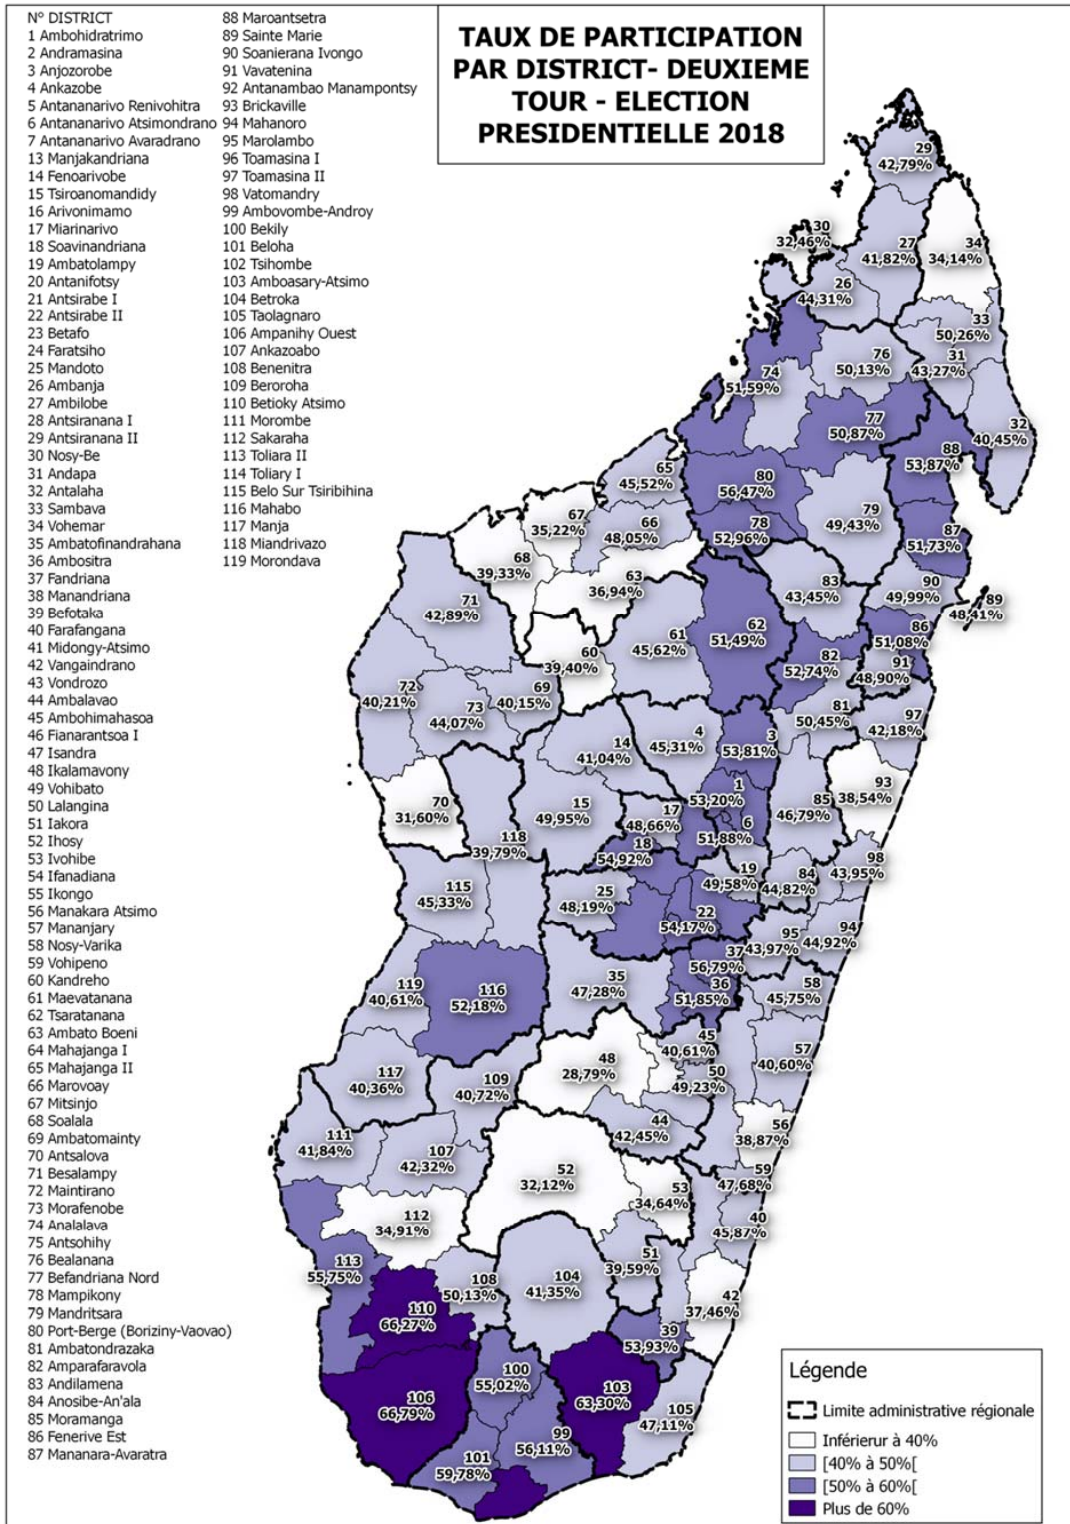 TAUX DE PARTICIPATION
PAR DISTRICT- DEUXIEME
TOUR - ELECTION
PRESIDENTIELLE 2018
N° DISTRICT
1 Ambohidratrimo
2 Andramasina
3 Anjozorobe
4 Ankazobe
5 Antananarivo Renivohitra
6 Antananarivo Atsimondrano
7 Antananarivo Avaradrano
13 Manjakandriana
14 Fenoarivobe
15 Tsiroanomandidy
16 Arivonimamo
17 Miarinarivo
18 Soavinandriana
19 Ambatolampy
20 Antanifotsy
21 Antsirabe I
22 Antsirabe II
23 Betafo
24 Faratsiho
25 Mandoto
26 Ambanja
27 Ambilobe
28 Antsiranana I
29 Antsiranana II
30 Nosy-Be
31 Andapa
32 Antalaha
33 Sambava
34 Vohemar
35 Ambatofinandrahana
36 Ambositra
37 Fandriana
38 Manandriana
39 Befotaka
40 Farafangana
41 Midongy-Atsimo
42 Vangaindrano
43 Vondrozo
44 Ambalavao
45 Ambohimahasoa
46 Fianarantsoa I
47 Isandra
48 Ikalamavony
49 Vohibato
50 Lalangina
51 Iakora
52 Ihosy
53 Ivohibe
54 Ifanadiana
55 Ikongo
56 Manakara Atsimo
57 Mananjary
58 Nosy-Varika
59 Vohipeno
60 Kandreho
61 Maevatanana
62 Tsaratanana
63 Ambato Boeni
64 Mahajanga I
65 Mahajanga II
66 Marovoay
67 Mitsinjo
68 Soalala
69 Ambatomainty
70 Antsalova
71 Besalampy
72 Maintirano
73 Morafenobe
74 Analalava
75 Antsohihy
76 Bealanana
77 Befandriana Nord
78 Mampikony
79 Mandritsara
80 Port-Berge (Boriziny-Vaovao)
81 Ambatondrazaka
82 Amparafaravola
83 Andilamena
84 Anosibe-An'ala
85 Moramanga
86 Fenerive Est
87 Mananara-Avaratra
88 Maroantsetra
89 Sainte Marie
90 Soanierana Ivongo
91 Vavatenina
92 Antanambao Manampontsy
93 Brickaville
94 Mahanoro
95 Marolambo
96 Toamasina I
97 Toamasina II
98 Vatomandry
99 Ambovombe-Androy
100 Bekily
101 Beloha
102 Tsihombe
103 Amboasary-Atsimo
104 Betroka
105 Taolagnaro
106 Ampanihy Ouest
107 Ankazoabo
108 Benenitra
109 Beroroha
110 Betioky Atsimo
111 Morombe
112 Sakaraha
113 Toliara II
114 Toliary I
115 Belo Sur Tsiribihina
116 Mahabo
117 Manja
118 Miandrivazo
119 Morondava
29
42,79%
30
32,46%
27
41,82%
34
34,14%
26
44,31%
33
50,26%
76
50,13%
31
43,27%
74
51,59%
77
50,87%
32
40,45%
88
53,87%
65
45,52%
80
56,47%
67
35,22%
66
48,05%
79
49,43%
78
52,96%
87
51,73%
68
39,33%
63
36,94%
83
43,45%
90
49,99%
89
48,41%
71
42,89%
62
51,49%
61
45,62%
86
51,08%
60
39,40%
82
52,74%
91
48,90%
72
40,21%
69
40,15%
73
44,07%
81
50,45%
97
42,18%
4
45,31%
3
53,81%
14
41,04%
93
38,54%
1
53,20%
70
31,60%
15
49,95%
85
46,79%
17
48,66%
6
51,88%
118
39,79%
18
54,92%
98
43,95%
19
49,58%
84
44,82%
115
45,33%
25
48,19%
22
54,17%
94
44,92%
95
43,97%
37
56,79%
35
47,28%
119
40,61%
116
52,18%
36
51,85%
58
45,75%
45
40,61%
57
40,60%
48
28,79%
50
49,23%
117
40,36%
109
40,72%
44
42,45%
56
38,87%
111
41,84%
107
42,32%
52
32,12%
59
47,68%
53
34,64%
112
34,91%
40
45,87%
51
39,59%
113
55,75%
104
41,35%
108
50,13%
42
37,46%
110
66,27%
39
53,93%
100
55,02%
103
63,30%
106
66,79%
105
47,11%
99
56,11%
101
59,78%
Légende
Limite administrative régionale
Inférierur à 40%
[40% à 50%[
[50% à 60%[
Plus de 60%